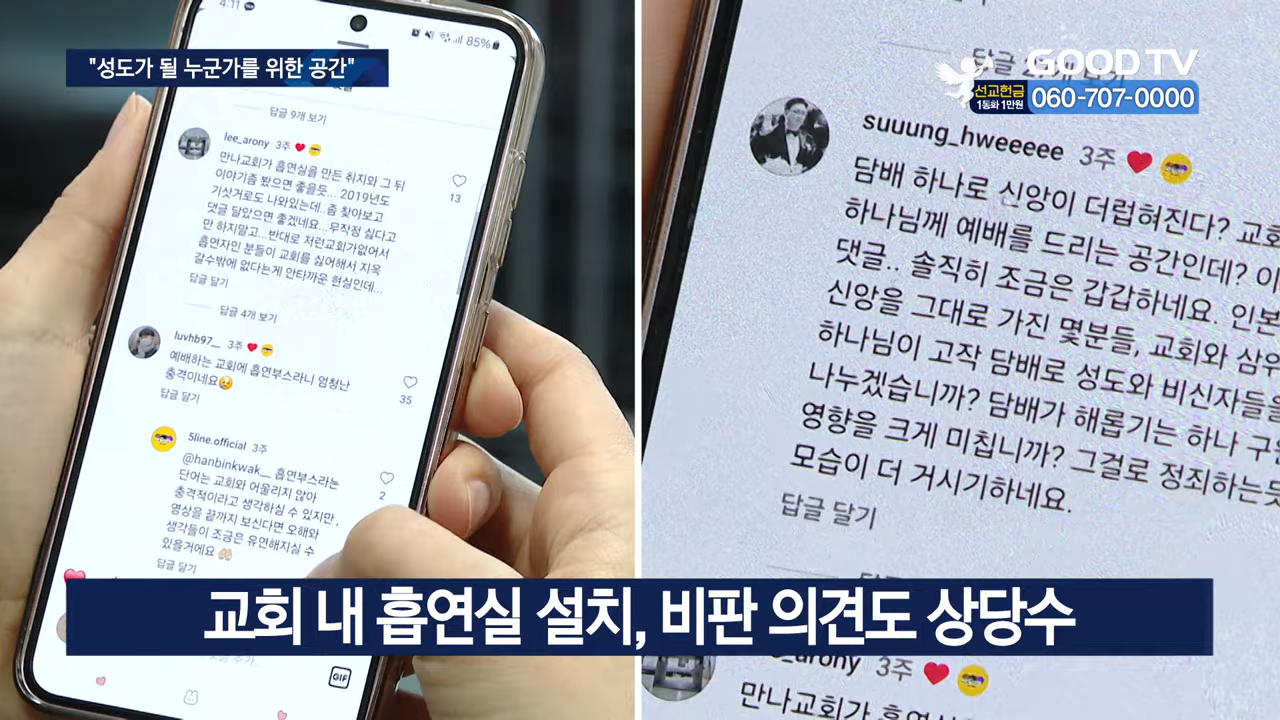 4:11
85%
"성도가 될 누군가를 위한 공간"
답글 9개 보기
lee_arony 3주
만나교회가 흡연실을 만든 취지와 그 뒤
이야기좀 봤으면 좋을듯... 2019년도
기삿거로도 나와있는데..좀 찾아보고
댓글 달았으면 좋겠네요...무작정 싫다고
만 하지말고...반대로 저런교회가없어서
흡연자인 분들이 교회를 싫어해서 지옥
갈수밖에 없다는게 안타까운 현실인데...
13
답글 달기
답글 4개 보기
luvhb97__ 3주
예배하는 교회에 흡연부스라니 엄청난
충격이네요
35
답글 달기
5line.official 3주
@hanbinkwak__ 흡연부스라는
단어는 교회와 어울리지 않아
충격적이라고 생각하실 수 있지만,
영상을 끝까지 보신다면 오해와
생각들이 조금은 유연해지실 수
있을거에요
2
답글 달기
GIF
GOODTV
선교헌금
1통화 1만원
060-707-0000
suuung_hweeeee 3주
담배 하나로 신앙이 더럽혀진다? 교회
하나님께 예배를 드리는 공간인데? 이
댓글.. 솔직히 조금은 갑갑하네요. 인본
신앙을 그대로 가진 몇분들, 교회와 삼위
하나님이 고작 담배로 성도와 비신자들을
나누겠습니까? 담배가 해롭기는 하나 구원
영향을 크게 미칩니까? 그걸로 정죄하는듯
모습이 더 거시기하네요.
답글 달기
교회 내 흡연실 설치, 비판 의견도 상당수
_arony 3주
만나교회가